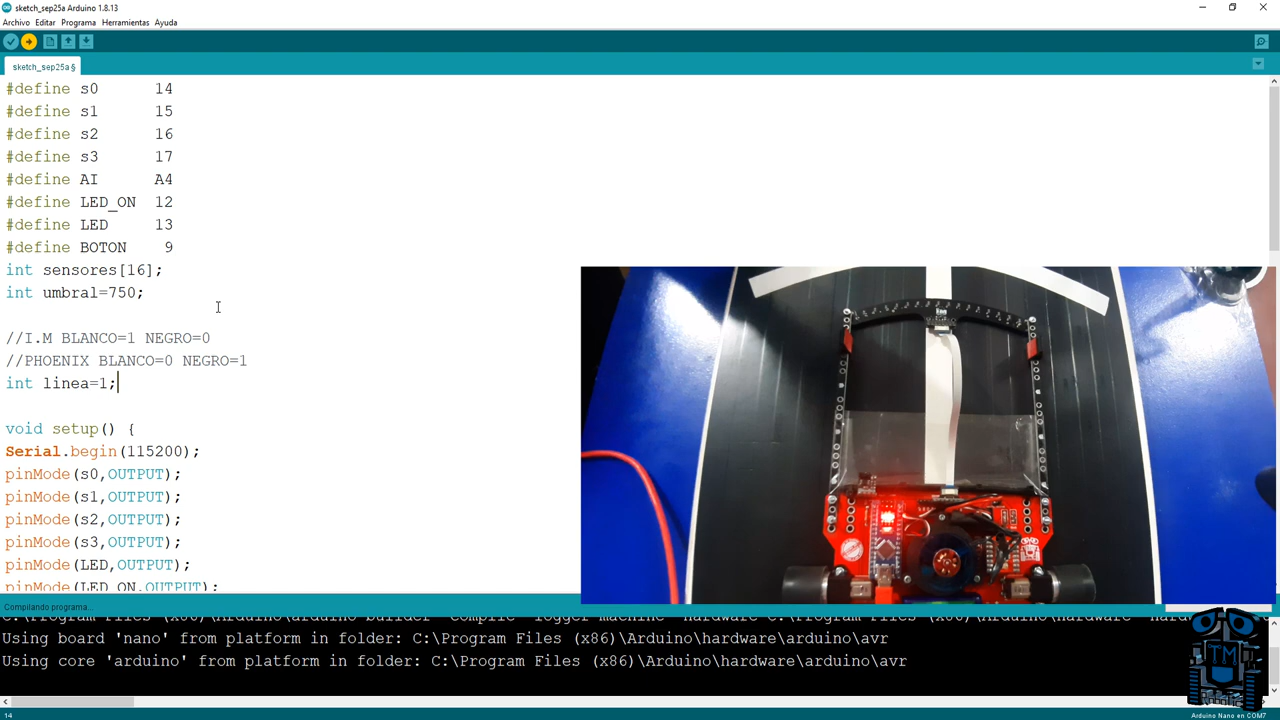 sketch_sep25a Arduino 1.8.13
Archivo Editar Programa Herramientas Ayuda
sketch_sep25a §
#define s0 14
#define s1 15
#define s2 16
#define s3 17
#define AI A4
#define LED_ON 12
#define LED 13
#define BOTON 9
int sensores[16];
int umbral=750;
//I.M BLANCO=1 NEGRO=0
//PHOENIX BLANCO=0 NEGRO=1
int linea=1;
void setup() {
Serial.begin(115200);
pinMode(s0,OUTPUT);
pinMode(s1,OUTPUT);
pinMode(s2,OUTPUT);
pinMode(s3,OUTPUT);
pinMode(LED,OUTPUT);
pinMode(LED_ON,OUTPUT);
Compilando programa...
Using board 'nano' from platform in folder: C:\Program Files (x86)\Arduino\hardware\arduino\avr
Using core 'arduino' from platform in folder: C:\Program Files (x86)\Arduino\hardware\arduino\avr
TM
14
Arduino Nano en COM7